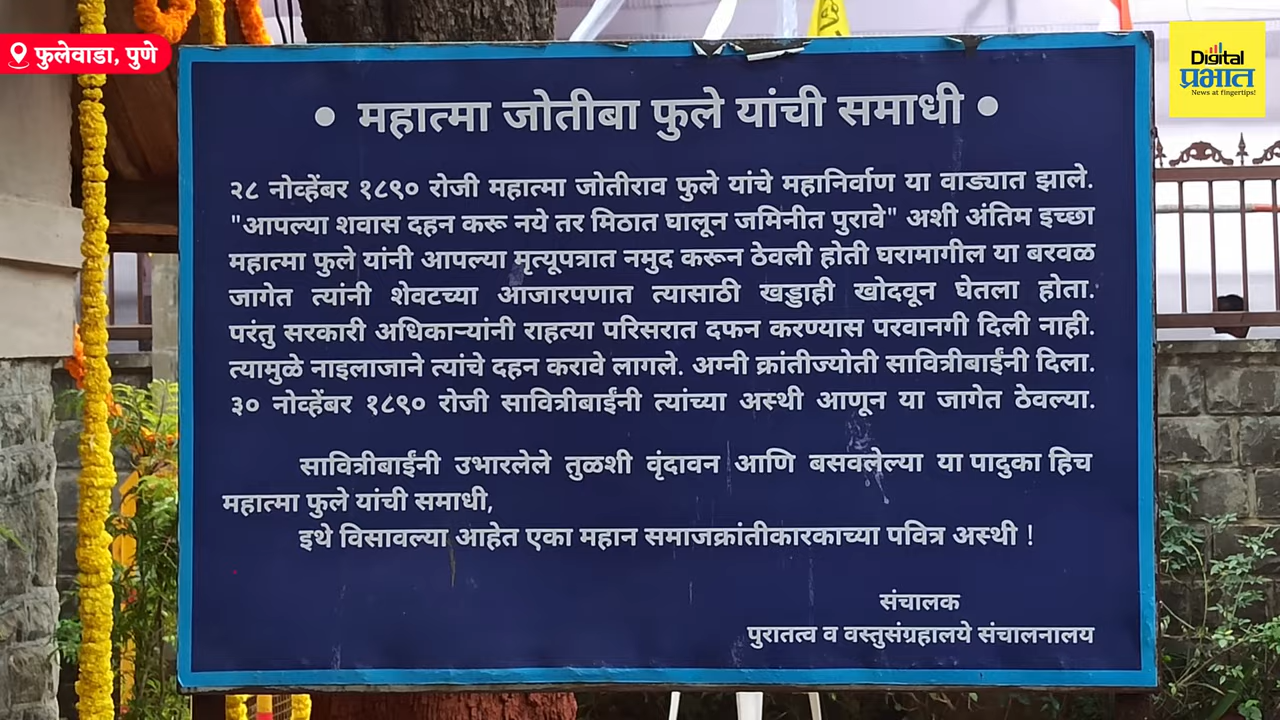 फुलेवाडा, पुणे
Digital
प्रभात
News at fingertips!
• महात्मा जोतीबा फुले यांची समाधी •
२८ नोव्हेंबर १८९० रोजी महात्मा जोतीराव फुले यांचे महानिर्वाण या वाड्यात झाले.
"आपल्या शवास दहन करू नये तर मिठात घालून जमिनीत पुरावे" अशी अंतिम इच्छा
महात्मा फुले यांनी आपल्या मृत्यूपत्रात नमुद करून ठेवली होती घरामागील या बरवळ
जागेत त्यांनी शेवटच्या आजारपणात त्यासाठी खड्डाही खोदवून घेतला होता.
परंतु सरकारी अधिकाऱ्यांनी राहत्या परिसरात दफन करण्यास परवानगी दिली नाही.
त्यामुळे नाइलाजाने त्यांचे दहन करावे लागले. अग्नी क्रांतीज्योती सावित्रीबाईंनी दिला.
३० नोव्हेंबर १८९० रोजी सावित्रीबाईंनी त्यांच्या अस्थी आणून या जागेत ठेवल्या.
सावित्रीबाईंनी उभारलेले तुळशी वृंदावन आणि बसवलेल्या या पादुका हिच
महात्मा फुले यांची समाधी,
इथे विसावल्या आहेत एका महान समाजक्रांतीकारकाच्या पवित्र अस्थी !
संचालक
पुरातत्व व वस्तुसंग्रहालये संचालनालय